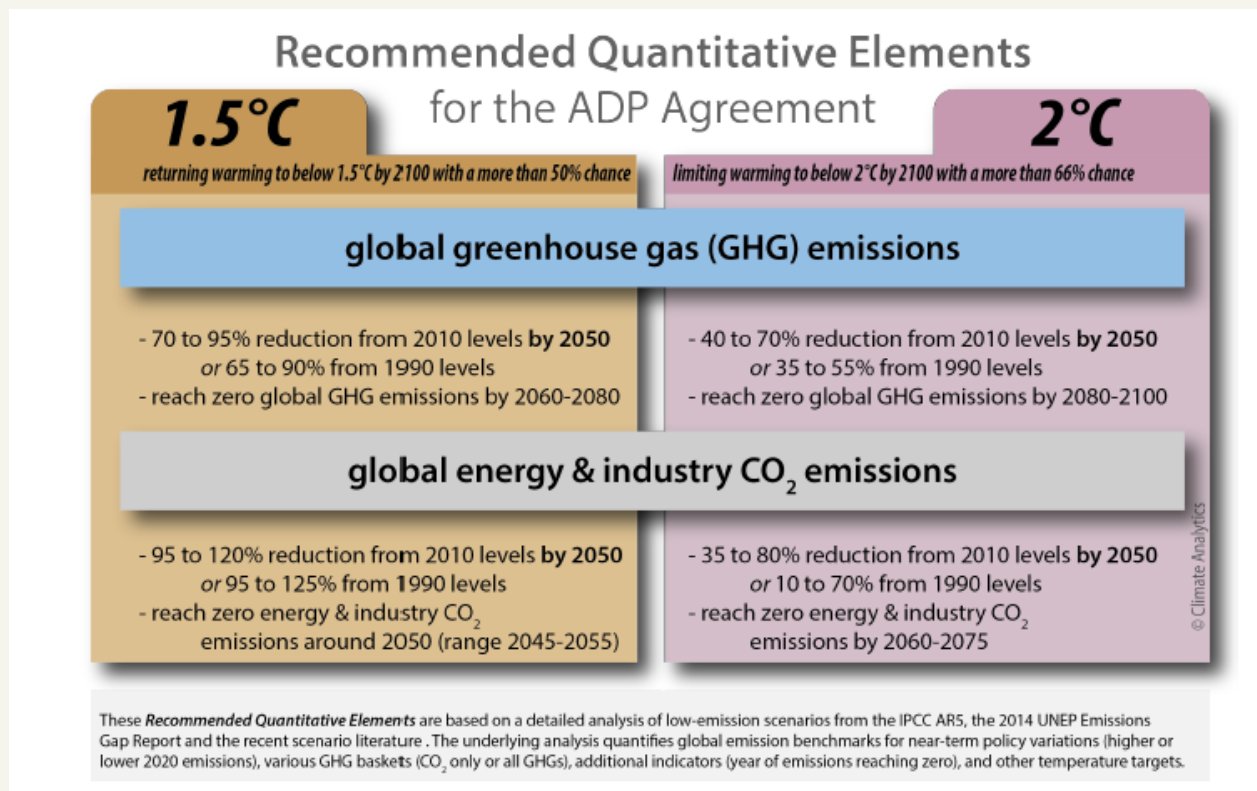 Recommended Quantitative Elements
for the ADP Agreement
1.5°C
returning warming to below 1.5°C by 2100 with a more than 50% chance
2°C
limiting warming to below 2°C by 2100 with a more than 66% chance
global greenhouse gas (GHG) emissions
- 70 to 95% reduction from 2010 levels by 2050
or 65 to 90% from 1990 levels
- reach zero global GHG emissions by 2060-2080
- 40 to 70% reduction from 2010 levels by 2050
or 35 to 55% from 1990 levels
- reach zero global GHG emissions by 2080-2100
global energy & industry CO₂ emissions
- 95 to 120% reduction from 2010 levels by 2050
or 95 to 125% from 1990 levels
- reach zero energy & industry CO₂
emissions around 2050 (range 2045-2055)
- 35 to 80% reduction from 2010 levels by 2050
or 10 to 70% from 1990 levels
- reach zero energy & industry CO₂
emissions by 2060-2075
© Climate Analytics
These Recommended Quantitative Elements are based on a detailed analysis of low-emission scenarios from the IPCC AR5, the 2014 UNEP Emissions
Gap Report and the recent scenario literature . The underlying analysis quantifies global emission benchmarks for near-term policy variations (higher or
lower 2020 emissions), various GHG baskets (CO₂ only or all GHGs), additional indicators (year of emissions reaching zero), and other temperature targets.